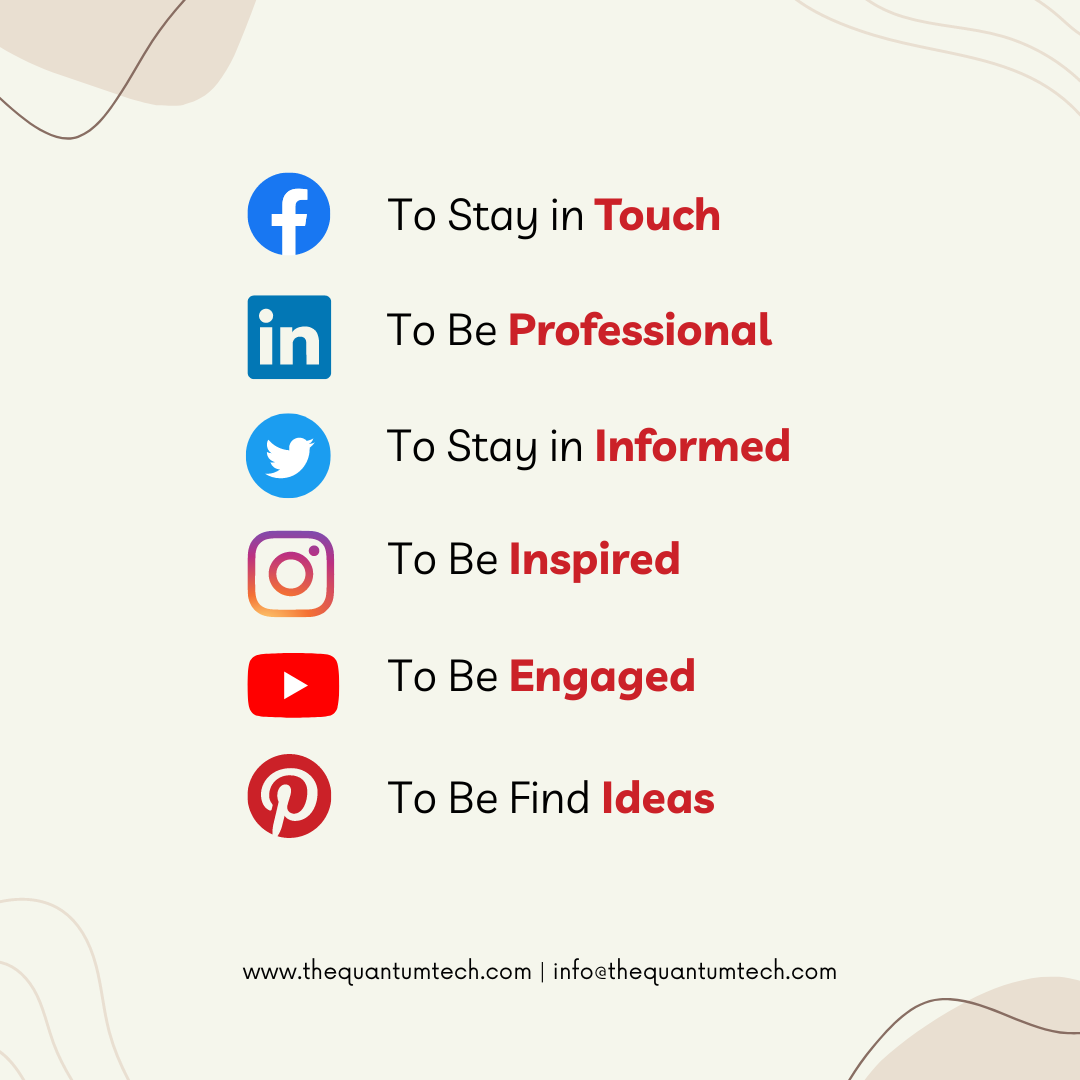 To Stay in Touch
in
To Be Professional
To Stay in Informed
To Be Inspired
To Be Engaged
To Be Find Ideas
www.thequantumtech.com | info@thequantumtech.com